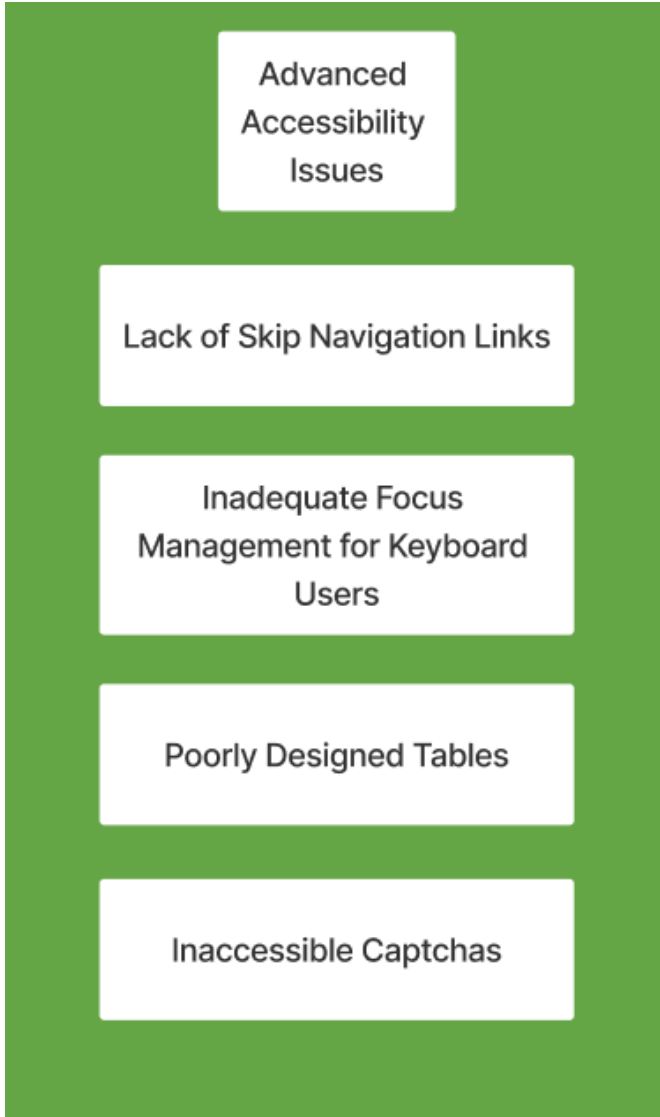 Advanced
Accessibility
Issues
Lack of Skip Navigation Links
Inadequate Focus
Management for Keyboard
Users
Poorly Designed Tables
Inaccessible Captchas